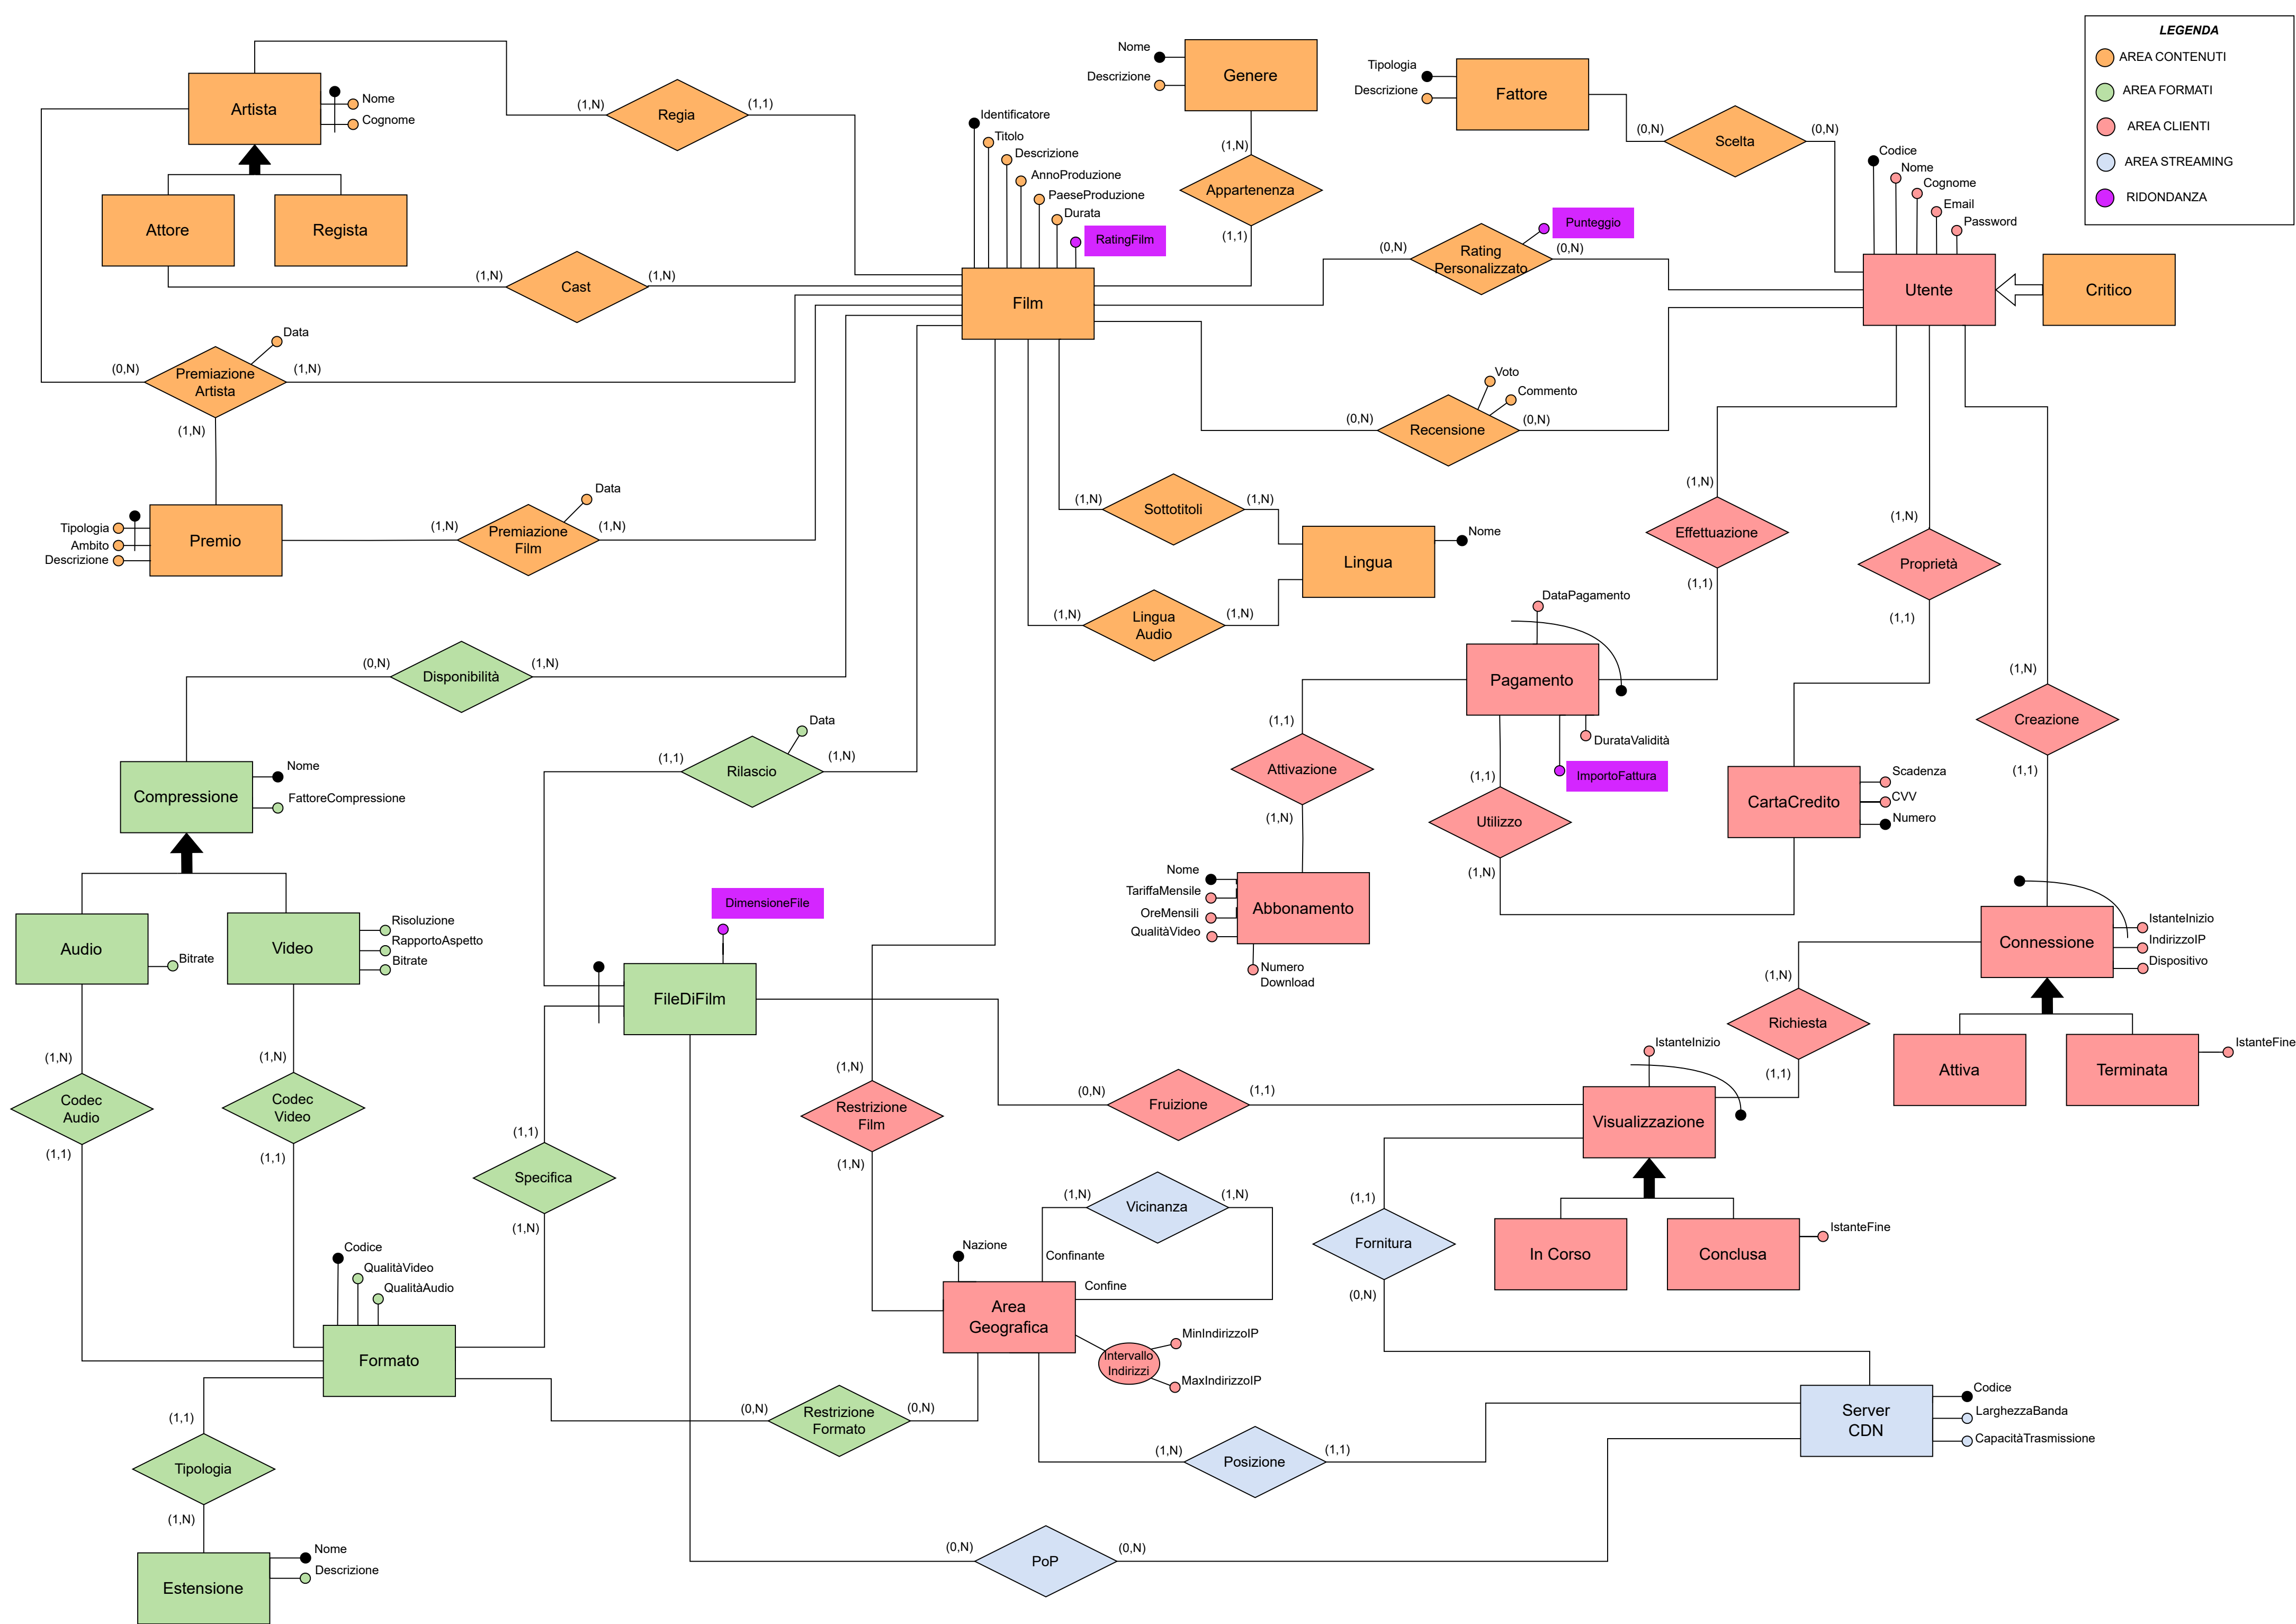 LEGENDA
AREA CONTENUTI
AREA FORMATI
AREA CLIENTI
AREA STREAMING
RIDONDANZA
Artista
Nome
Cognome
Attore
Regista
(1,N)
Regia
(1,1)
(1,N)
Cast
(1,N)
Identificatore
Titolo
Descrizione
AnnoProduzione
PaeseProduzione
Durata
RatingFilm
Film
Nome
Descrizione
Genere
(1,N)
Appartenenza
(1,1)
Tipologia
Descrizione
Fattore
(0,N)
Scelta
(0,N)
Codice
Nome
Cognome
Email
Password
Utente
Critico
Punteggio
(0,N)
Rating
Personalizzato
(0,N)
Voto
Commento
(0,N)
Recensione
(0,N)
Data
(0,N)
Premiazione
Artista
(1,N)
(1,N)
Tipologia
Ambito
Descrizione
Premio
Data
(1,N)
Premiazione
Film
(1,N)
(1,N)
Sottotitoli
(1,N)
Nome
Lingua
(1,N)
Lingua
Audio
(1,N)
(1,N)
Effettuazione
(1,1)
(1,N)
Proprietà
(1,1)
(1,N)
Creazione
(1,1)
DataPagamento
Pagamento
DurataValidità
ImportoFattura
(1,1)
Attivazione
(1,N)
(1,1)
Utilizzo
(1,N)
CartaCredito
Scadenza
CVV
Numero
Nome
TariffaMensile
OreMensili
QualitàVideo
Abbonamento
Numero
Download
(0,N)
Disponibilità
(1,N)
Data
(1,1)
Rilascio
(1,N)
Compressione
Nome
FattoreCompressione
Audio
Bitrate
Video
Risoluzione
RapportoAspetto
Bitrate
DimensioneFile
FileDiFilm
(1,N)
Codec
Audio
(1,1)
(1,N)
Codec
Video
(1,1)
(1,1)
Specifica
(1,N)
Codice
QualitàVideo
QualitàAudio
Formato
(1,1)
Tipologia
(1,N)
Nome
Descrizione
Estensione
(1,N)
Restrizione
Film
(1,N)
(0,N)
Fruizione
(1,1)
Connessione
IstanteInizio
IndirizzoIP
Dispositivo
(1,N)
Richiesta
(1,1)
Attiva
Terminata
IstanteFine
IstanteInizio
Visualizzazione
In Corso
Conclusa
IstanteFine
(1,1)
Fornitura
(0,N)
(1,N)
Vicinanza
(1,N)
Confinante
Confine
Nazione
Area
Geografica
Intervallo
Indirizzi
MinIndirizzoIP
MaxIndirizzoIP
(0,N)
Restrizione
Formato
(0,N)
(1,N)
Posizione
(1,1)
Server
CDN
Codice
LarghezzaBanda
CapacitàTrasmissione
(0,N)
PoP
(0,N)